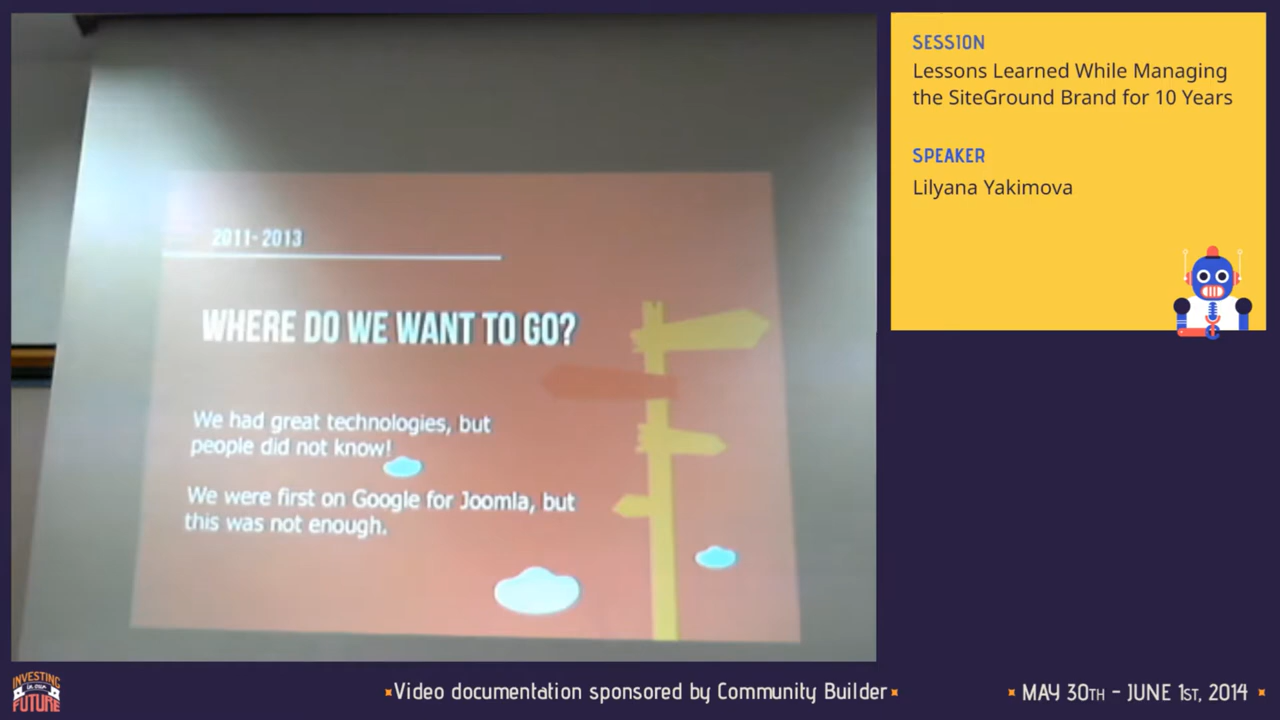 2011-2013
WHERE DO WE WANT TO GO?
We had great technologies, but
people did not know!
We were first on Google for Joomla, but
this was not enough.
SESSION
Lessons Learned While Managing
the SiteGround Brand for 10 Years
SPEAKER
Lilyana Yakimova
INVESTING
IN OUR
FUTURE
Video documentation sponsored by Community Builder
MAY 30TH - JUNE 1ST, 2014